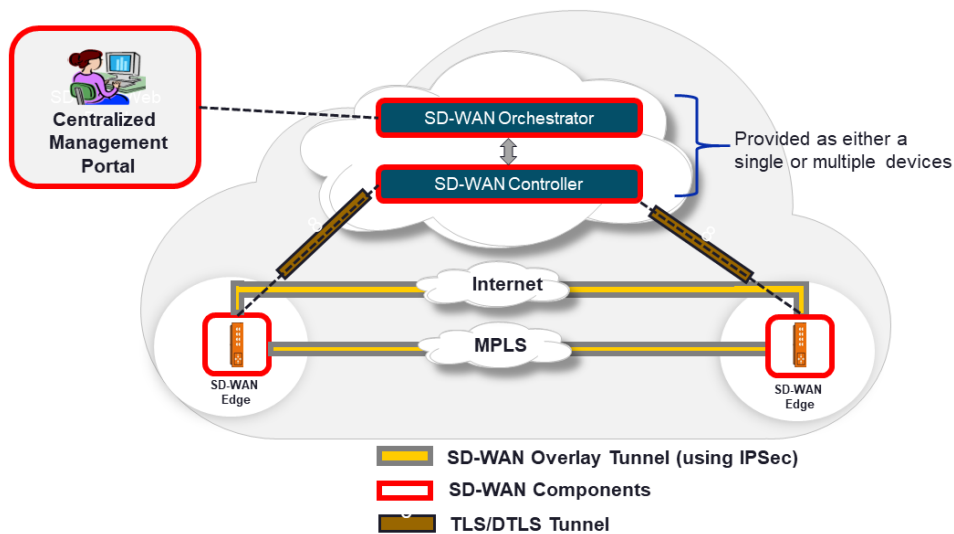 SD-WAN Orchestrator
Centralized
Management
Portal
Provided as either a
single or multiple devices
SD-WAN Controller
Internet
MPLS
SD-WAN
Edge
SD-WAN
Edge
SD-WAN Overlay Tunnel (using IPSec)
SD-WAN Components
TLS/DTLS Tunnel